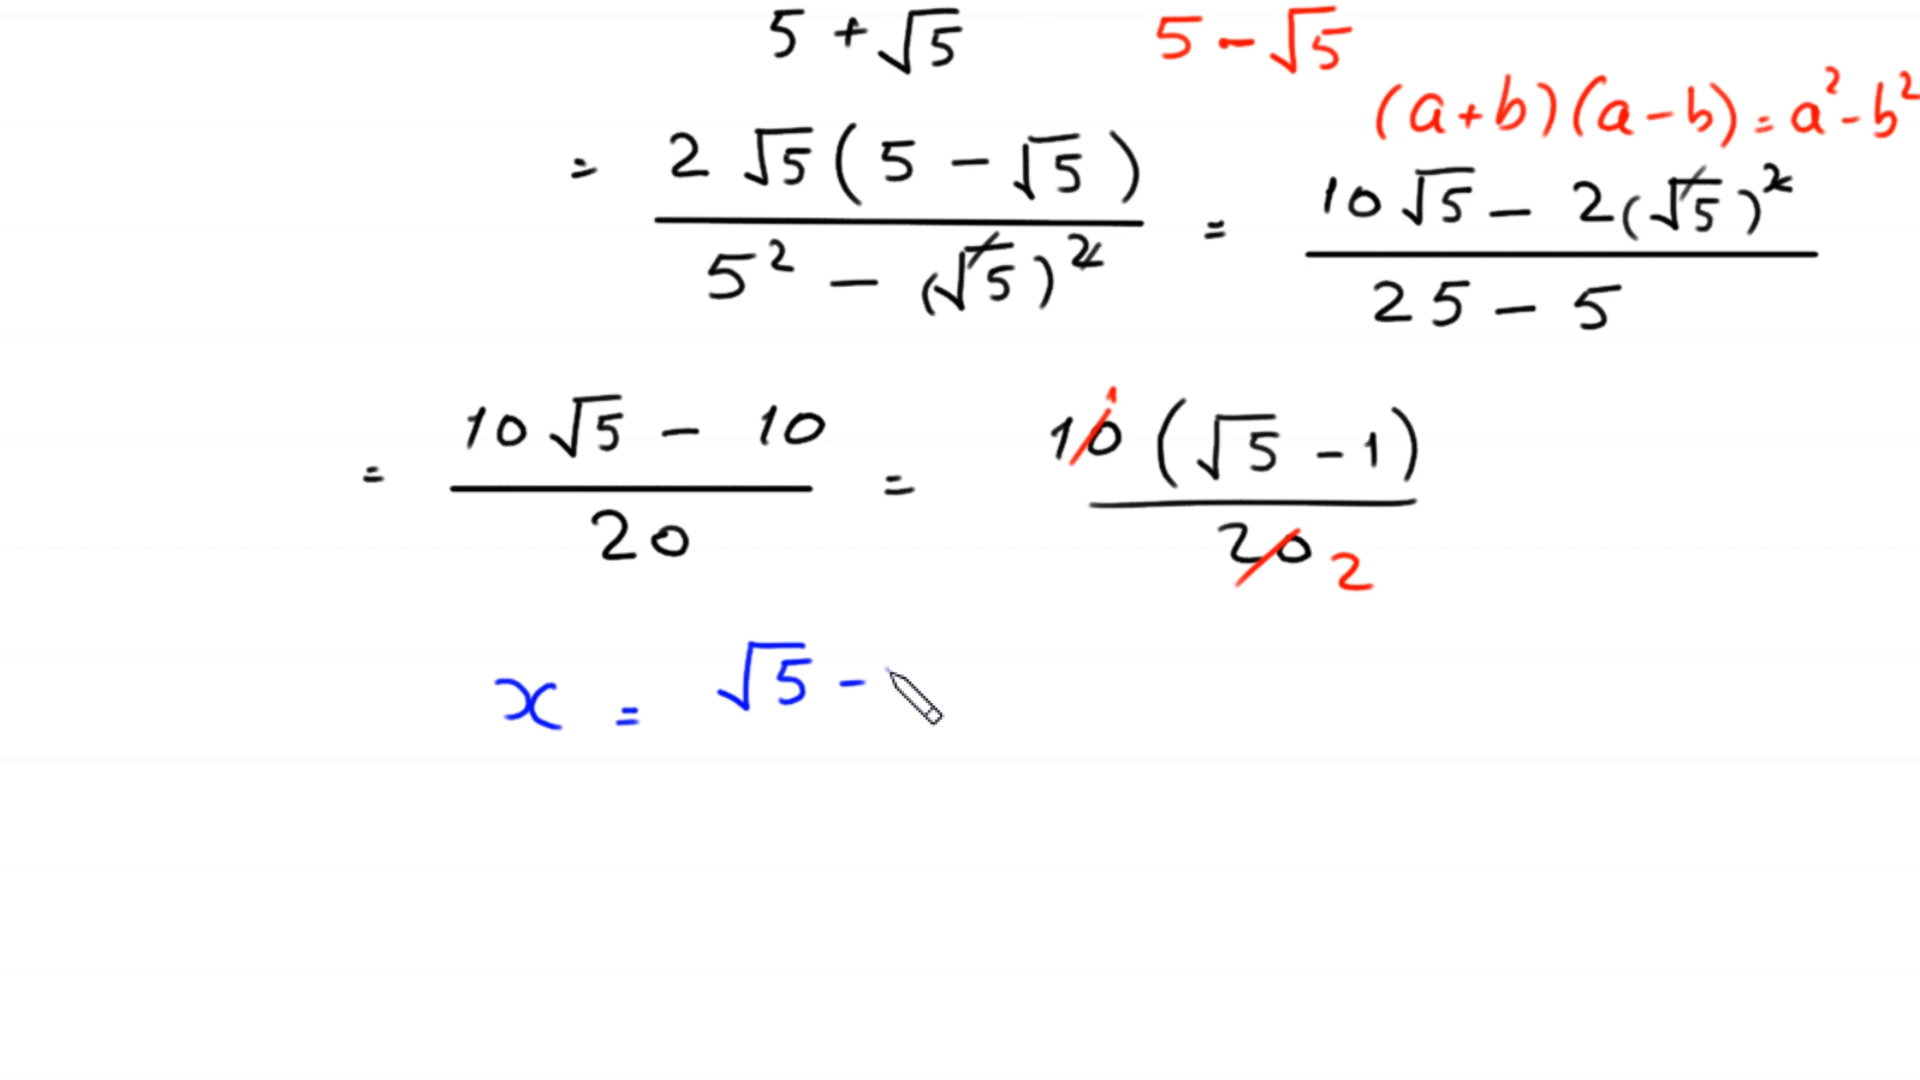 5 + √5 5 - √5
(a+b)(a-b) = a² - b²
= 2√5(5 - √5) / 5² - (√5)² = 10√5 - 2(√5)² / 25 - 5
= 10√5 - 10 / 20 = 10 1 (√5 - 1) / 20 2
x = √5 -